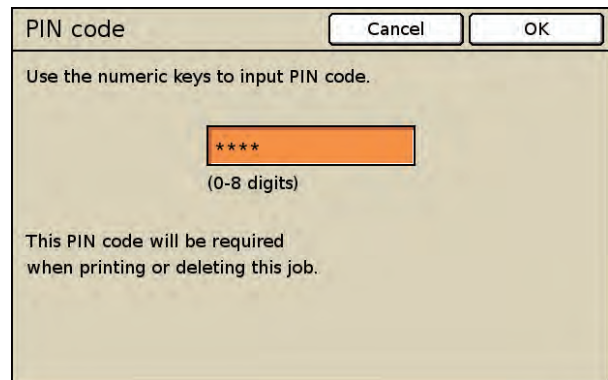 PIN code
Cancel
OK
Use the numeric keys to input PIN code.
****
(0-8 digits)
This PIN code will be required
when printing or deleting this job.